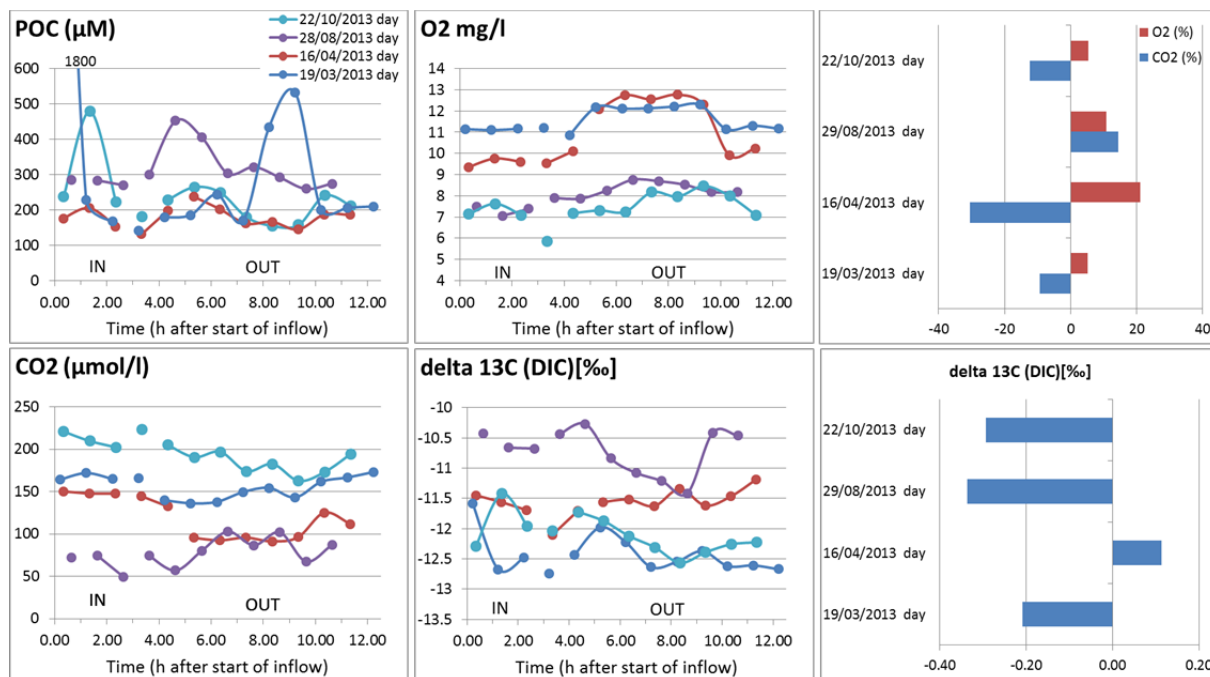 POC (µM)
22/10/2013 day
28/08/2013 day
16/04/2013 day
19/03/2013 day
1800
600
500
400
300
200
100
0
IN
OUT
0.00 2.00 4.00 6.00 8.00 10.00 12.00
Time (h after start of inflow)
O2 mg/l
14
13
12
11
10
9
8
7
6
5
4
IN
OUT
0.00 2.00 4.00 6.00 8.00 10.00 12.00
Time (h after start of inflow)
O2 (%)
CO2 (%)
22/10/2013 day
29/08/2013 day
16/04/2013 day
19/03/2013 day
-40 -20 0 20 40
CO2 (µmol/l)
250
200
150
100
50
0
IN
OUT
0.00 2.00 4.00 6.00 8.00 10.00 12.00
Time (h after start of inflow)
delta 13C (DIC)[‰]
-10
-10.5
-11
-11.5
-12
-12.5
-13
-13.5
IN
OUT
0.00 2.00 4.00 6.00 8.00 10.00 12.00
Time (h after start of inflow)
delta 13C (DIC)[‰]
22/10/2013 day
29/08/2013 day
16/04/2013 day
19/03/2013 day
-0.40 -0.20 0.00 0.20